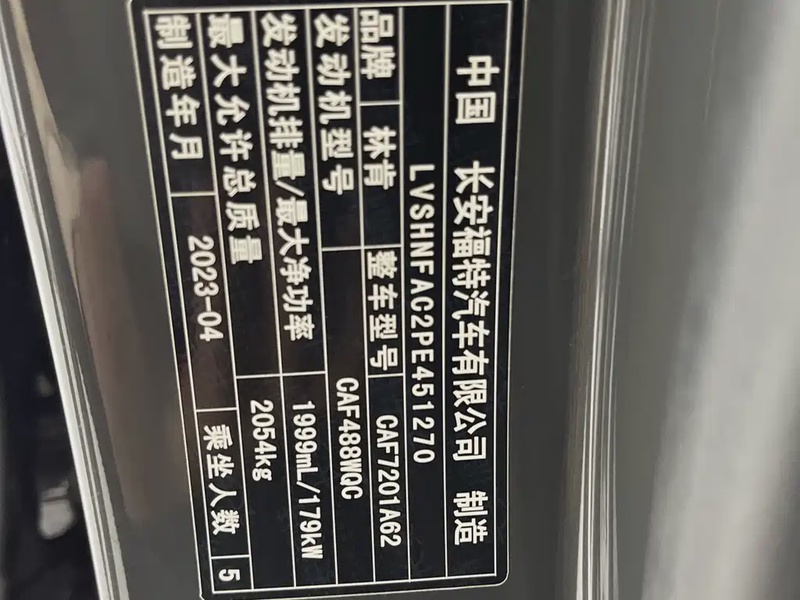 中国 长安福特汽车有限公司 制造
LVSHNFAC2PE451270
品牌 林肯 整车型号 CAF7201A62
发动机型号 CAF488WQC
发动机排量/最大净功率 1999mL/179kW
最大允许总质量 2054kg
制造年月 2023-04 乘坐人数 5